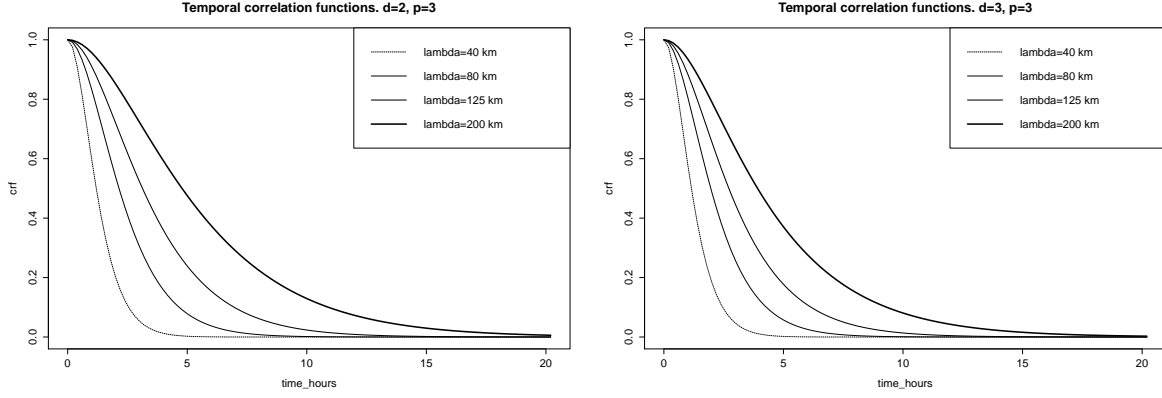 Temporal correlation functions. d=2, p=3
lambda=40 km
lambda=80 km
lambda=125 km
lambda=200 km
crf
0.0
0.2
0.4
0.6
0.8
1.0
0 5 10 15 20
time_hours
Temporal correlation functions. d=3, p=3
lambda=40 km
lambda=80 km
lambda=125 km
lambda=200 km
crf
0.0
0.2
0.4
0.6
0.8
1.0
0 5 10 15 20
time_hours